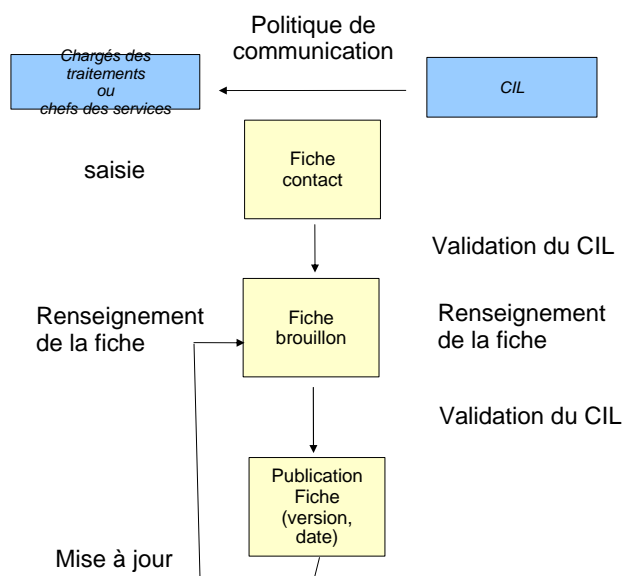 Politique de
communication
Chargés des
traitements
ou
chefs des services
CIL
saisie
Fiche
contact
Validation du CIL
Renseignement
de la fiche
Fiche
brouillon
Renseignement
de la fiche
Validation du CIL
Publication
Fiche
(version,
date)
Mise à jour